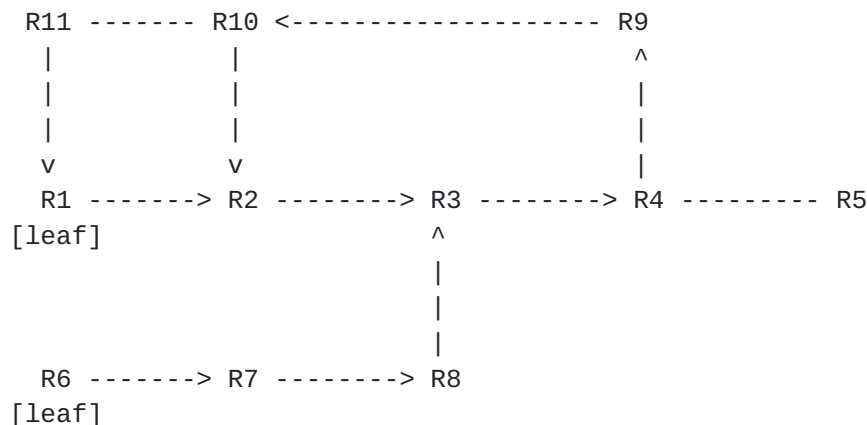 R11 ------- R10 <-------------------- R9
|           |                         ^
|           |                         |
|           |                         |
v           v                         |
R1 -------> R2 --------> R3 --------> R4 --------- R5
[leaf]                   ^
|
|
|
R6 -------> R7 --------> R8
[leaf]